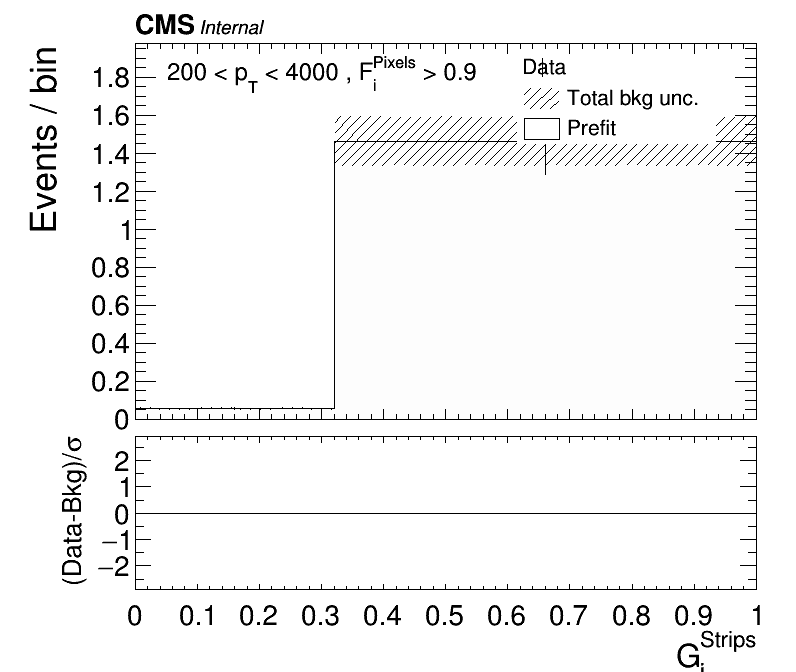 CMS Internal
200 < p_T < 4000 , F_i^Pixels > 0.9
Data
Total bkg unc.
Prefit
Events / bin
1.8
1.6
1.4
1.2
1
0.8
0.6
0.4
0.2
0
(Data-Bkg)/σ
2
1
0
−1
−2
0 0.1 0.2 0.3 0.4 0.5 0.6 0.7 0.8 0.9 1
G_i^Strips